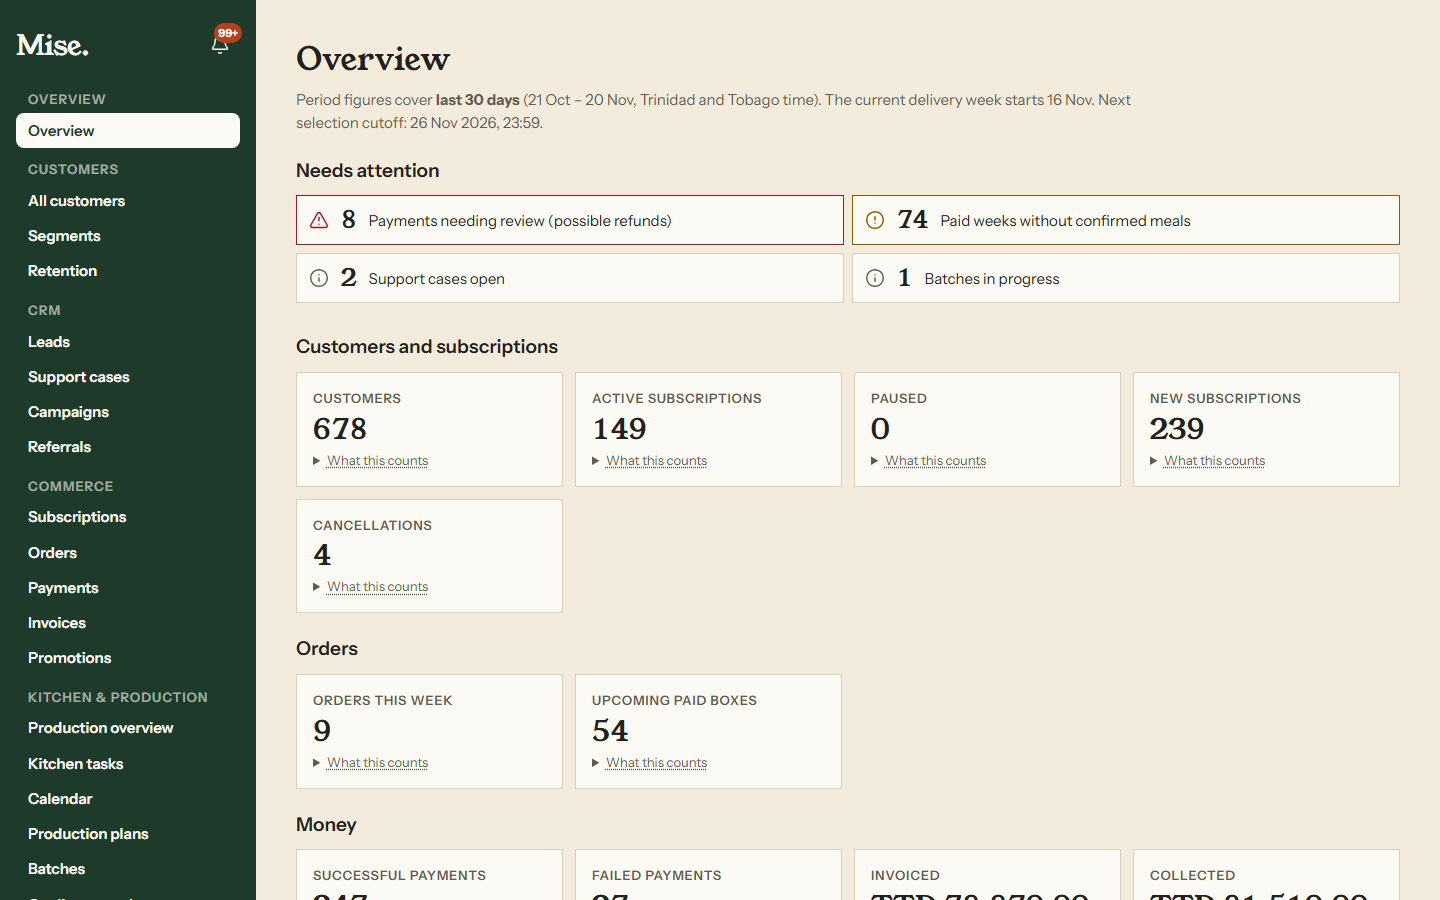 Mise.
99+
OVERVIEW
Overview
CUSTOMERS
All customers
Segments
Retention
CRM
Leads
Support cases
Campaigns
Referrals
COMMERCE
Subscriptions
Orders
Payments
Invoices
Promotions
KITCHEN & PRODUCTION
Production overview
Kitchen tasks
Calendar
Production plans
Batches
Overview
Period figures cover last 30 days (21 Oct – 20 Nov, Trinidad and Tobago time). The current delivery week starts 16 Nov. Next
selection cutoff: 26 Nov 2026, 23:59.
Needs attention
8 Payments needing review (possible refunds)
74 Paid weeks without confirmed meals
2 Support cases open
1 Batches in progress
Customers and subscriptions
CUSTOMERS
678
What this counts
ACTIVE SUBSCRIPTIONS
149
What this counts
PAUSED
0
What this counts
NEW SUBSCRIPTIONS
239
What this counts
CANCELLATIONS
4
What this counts
Orders
ORDERS THIS WEEK
9
What this counts
UPCOMING PAID BOXES
54
What this counts
Money
SUCCESSFUL PAYMENTS
FAILED PAYMENTS
INVOICED
COLLECTED